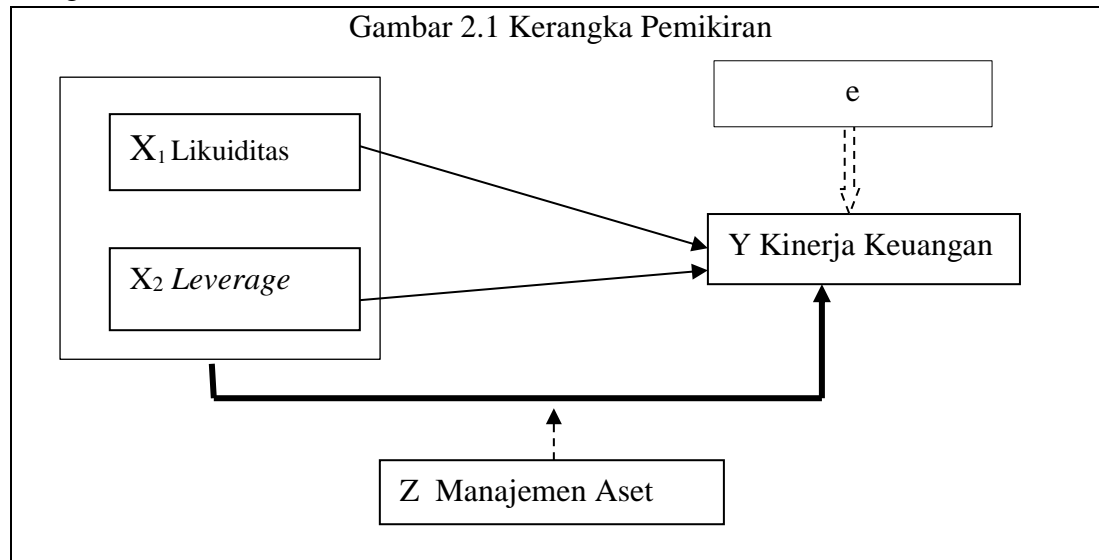 Gambar 2.1 Kerangka Pemikiran
e
X₁ Likuiditas
Y Kinerja Keuangan
X₂ Leverage
Z Manajemen Aset